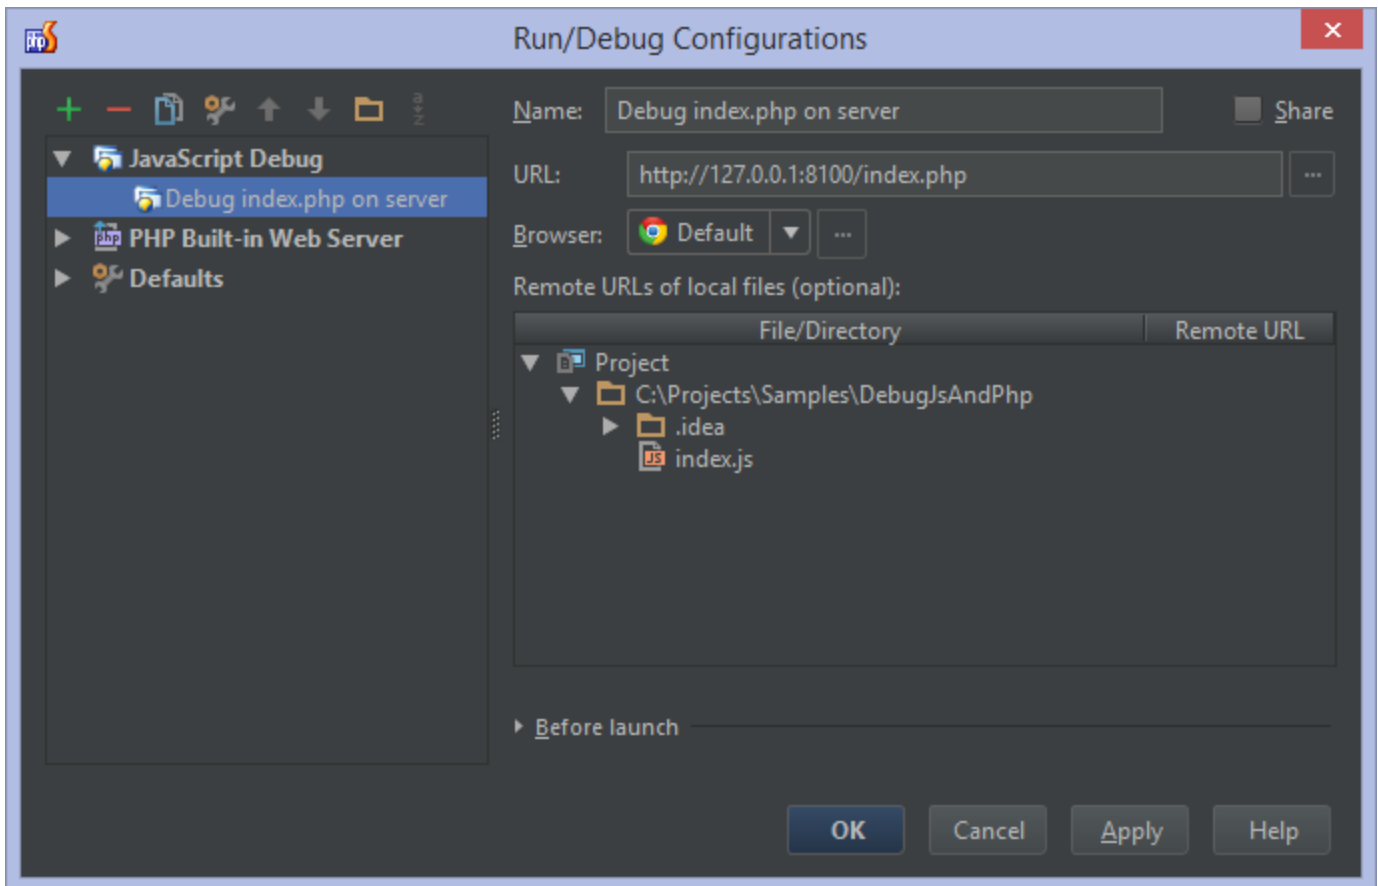 Run/Debug Configurations
Name: Debug index.php on server Share
JavaScript Debug
Debug index.php on server
PHP Built-in Web Server
Defaults
URL: http://127.0.0.1:8100/index.php ...
Browser: Default ...
Remote URLs of local files (optional):
File/Directory Remote URL
Project
C:\Projects\Samples\DebugJsAndPhp
.idea
index.js
Before launch
OK Cancel Apply Help